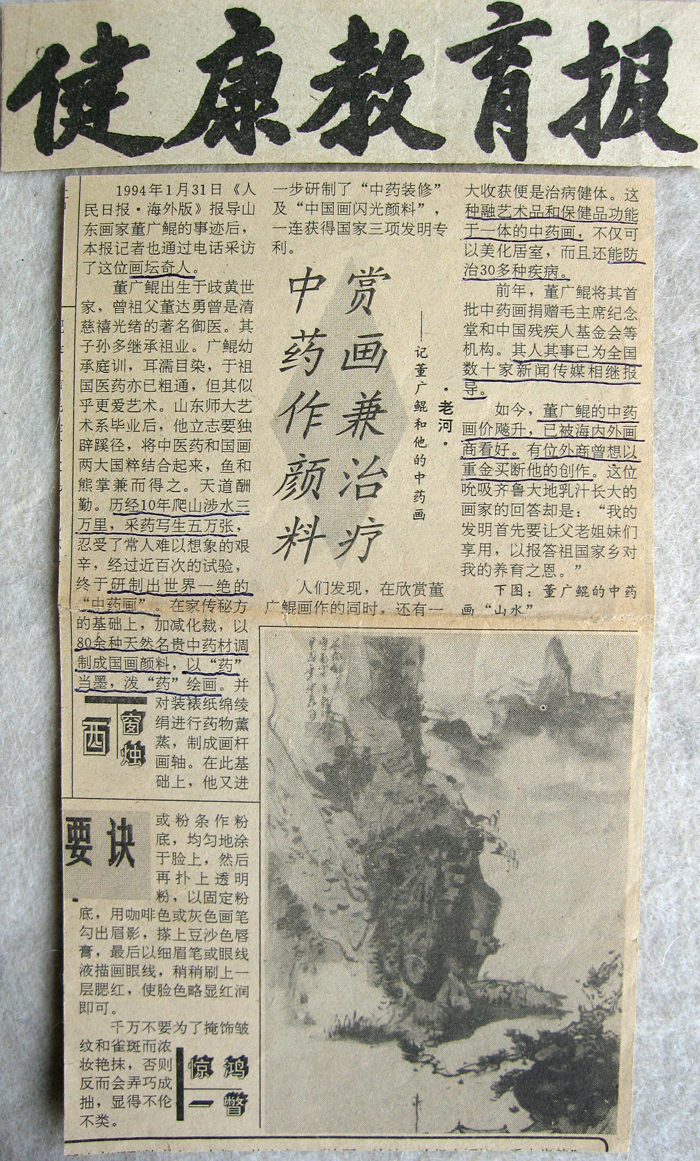 健康教育报
1994年1月31日《人
民日报·海外版》报导山
东画家董广鲲的事迹后，
本报记者也通过电话采访
了这位画坛奇人。
董广鲲出生于歧黄世
家，曾祖父董达勇曾是清
慈禧光绪的著名御医。其
子孙多继承祖业。广鲲幼
承庭训，耳濡目染，于祖
国医药亦已粗通，但其似
乎更爱艺术。山东师大艺
术系毕业后，他立志要独
辟蹊径，将中医药和国画
两大国粹结合起来，鱼和
熊掌兼而得之。天道酬
勤。历经10年爬山涉水三
万里，采药写生五万张，
忍受了常人难以想象的艰
辛，经过近百次的试验，
终于研制出世界一绝的
“中药画”。在家传秘方
的基础上，加减化裁，以
80余种天然名贵中药材调
制成国画颜料，以“药”
当墨，泼“药”绘画。并
对装裱纸绵绫
绢进行药物薰
蒸，制成画杆
画轴。在此基
础上，他又进
一步研制了“中药装修”
及“中国画闪光颜料”，
一连获得国家三项发明专
利。
赏画兼治疗
中药作颜料
——记董广鲲和他的中药画
·老河·
人们发现，在欣赏董
广鲲画作的同时，还有一
大收获便是治病健体。这
种融艺术品和保健品功能
于一体的中药画，不仅可
以美化居室，而且还能防
治30多种疾病。
前年，董广鲲将其首
批中药画捐赠毛主席纪念
堂和中国残疾人基金会等
机构。其人其事已为全国
数十家新闻传媒相继报
导。
如今，董广鲲的中药
画价飚升，已被海内外画
商看好。有位外商曾想以
重金买断他的创作。这位
吮吸齐鲁大地乳汁长大的
画家的回答却是：“我的
发明首先要让父老姐妹们
享用，以报答祖国家乡对
我的养育之恩。”
下图：董广鲲的中药
画“山水”
西窗烛
要诀
或粉条作粉
底，均匀地涂
于脸上，然后
再扑上透明
粉，以固定粉
底，用咖啡色或灰色画笔
勾出眉影，搽上豆沙色唇
膏，最后以细眉笔或眼线
液描画眼线，稍稍刷上一
层腮红，使脸色略显红润
即可。
千万不要为了掩饰皱
纹和雀斑而浓
妆艳抹，否则
反而会弄巧成
拙，显得不伦
不类。
惊鸿
一瞥